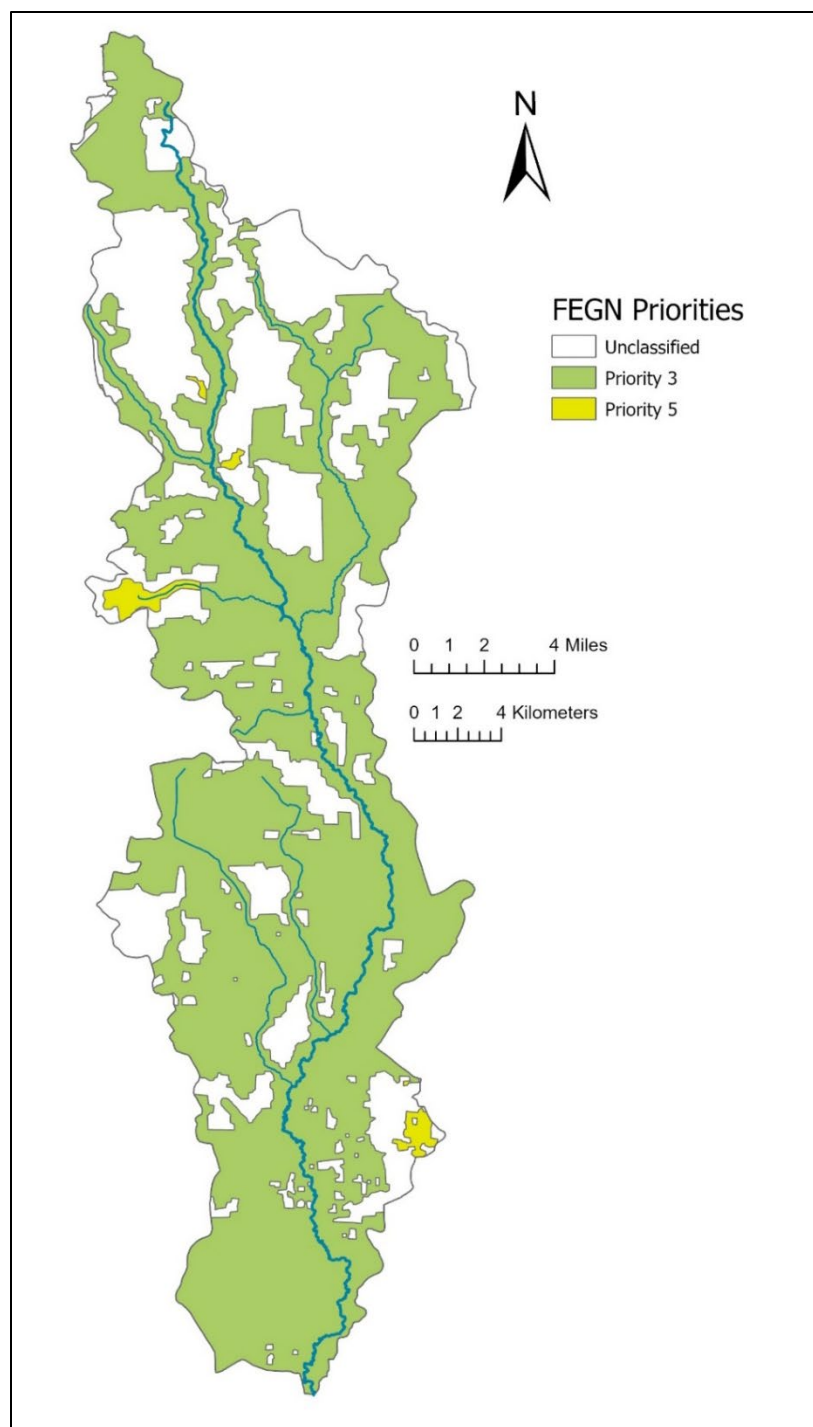 N
FEGN Priorities
Unclassified
Priority 3
Priority 5
0 1 2 4 Miles
0 1 2 4 Kilometers